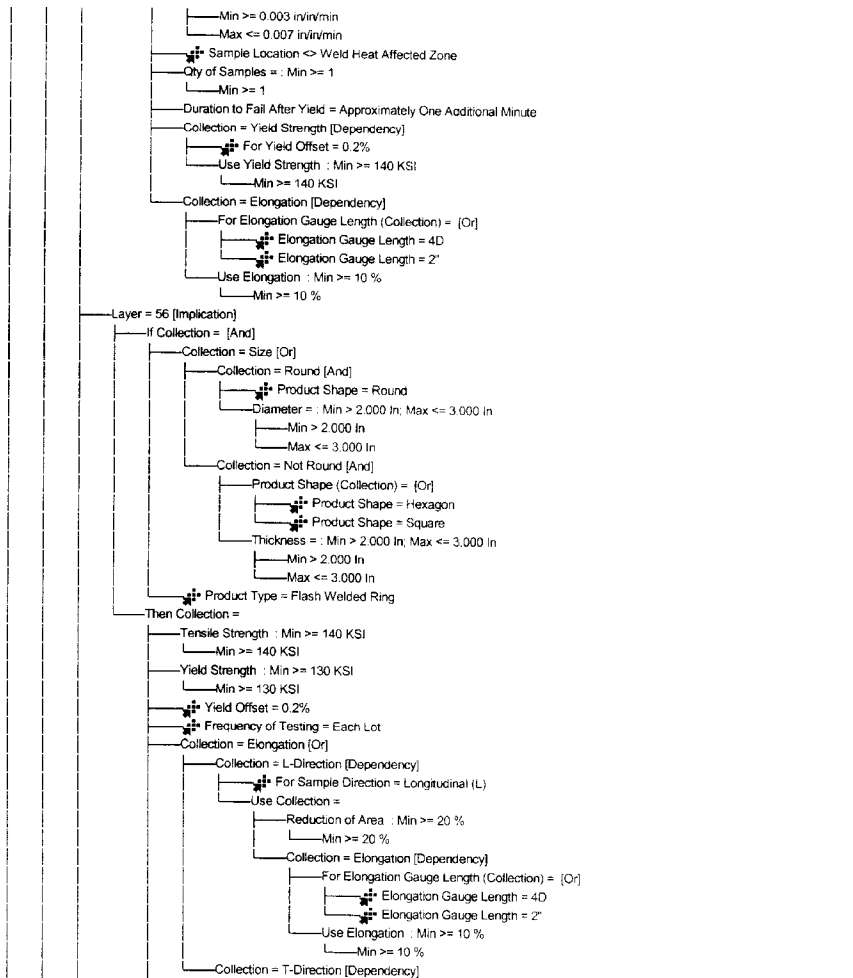 Min >= 0.003 in/in/min
Max <= 0.007 in/in/min
Sample Location <> Weld Heat Affected Zone
Qty of Samples = : Min >= 1
Min >= 1
Duration to Fail After Yield = Approximately One Additional Minute
Collection = Yield Strength [Dependency]
For Yield Offset = 0.2%
Use Yield Strength : Min >= 140 KSI
Min >= 140 KSI
Collection = Elongation [Dependency]
For Elongation Gauge Length (Collection) = [Or]
Elongation Gauge Length = 4D
Elongation Gauge Length = 2"
Use Elongation : Min >= 10 %
Min >= 10 %
Layer = 56 [Implication]
If Collection = [And]
Collection = Size [Or]
Collection = Round [And]
Product Shape = Round
Diameter = : Min > 2.000 In; Max <= 3.000 In
Min > 2.000 In
Max <= 3.000 In
Collection = Not Round [And]
Product Shape (Collection) = [Or]
Product Shape = Hexagon
Product Shape = Square
Thickness = : Min > 2.000 In; Max <= 3.000 In
Min > 2.000 In
Max <= 3.000 In
Product Type = Flash Welded Ring
Then Collection =
Tensile Strength : Min >= 140 KSI
Min >= 140 KSI
Yield Strength : Min >= 130 KSI
Min >= 130 KSI
Yield Offset = 0.2%
Frequency of Testing = Each Lot
Collection = Elongation [Or]
Collection = L-Direction [Dependency]
For Sample Direction = Longitudinal (L)
Use Collection =
Reduction of Area : Min >= 20 %
Min >= 20 %
Collection = Elongation [Dependency]
For Elongation Gauge Length (Collection) = [Or]
Elongation Gauge Length = 4D
Elongation Gauge Length = 2"
Use Elongation : Min >= 10 %
Min >= 10 %
Collection = T-Direction [Dependency]